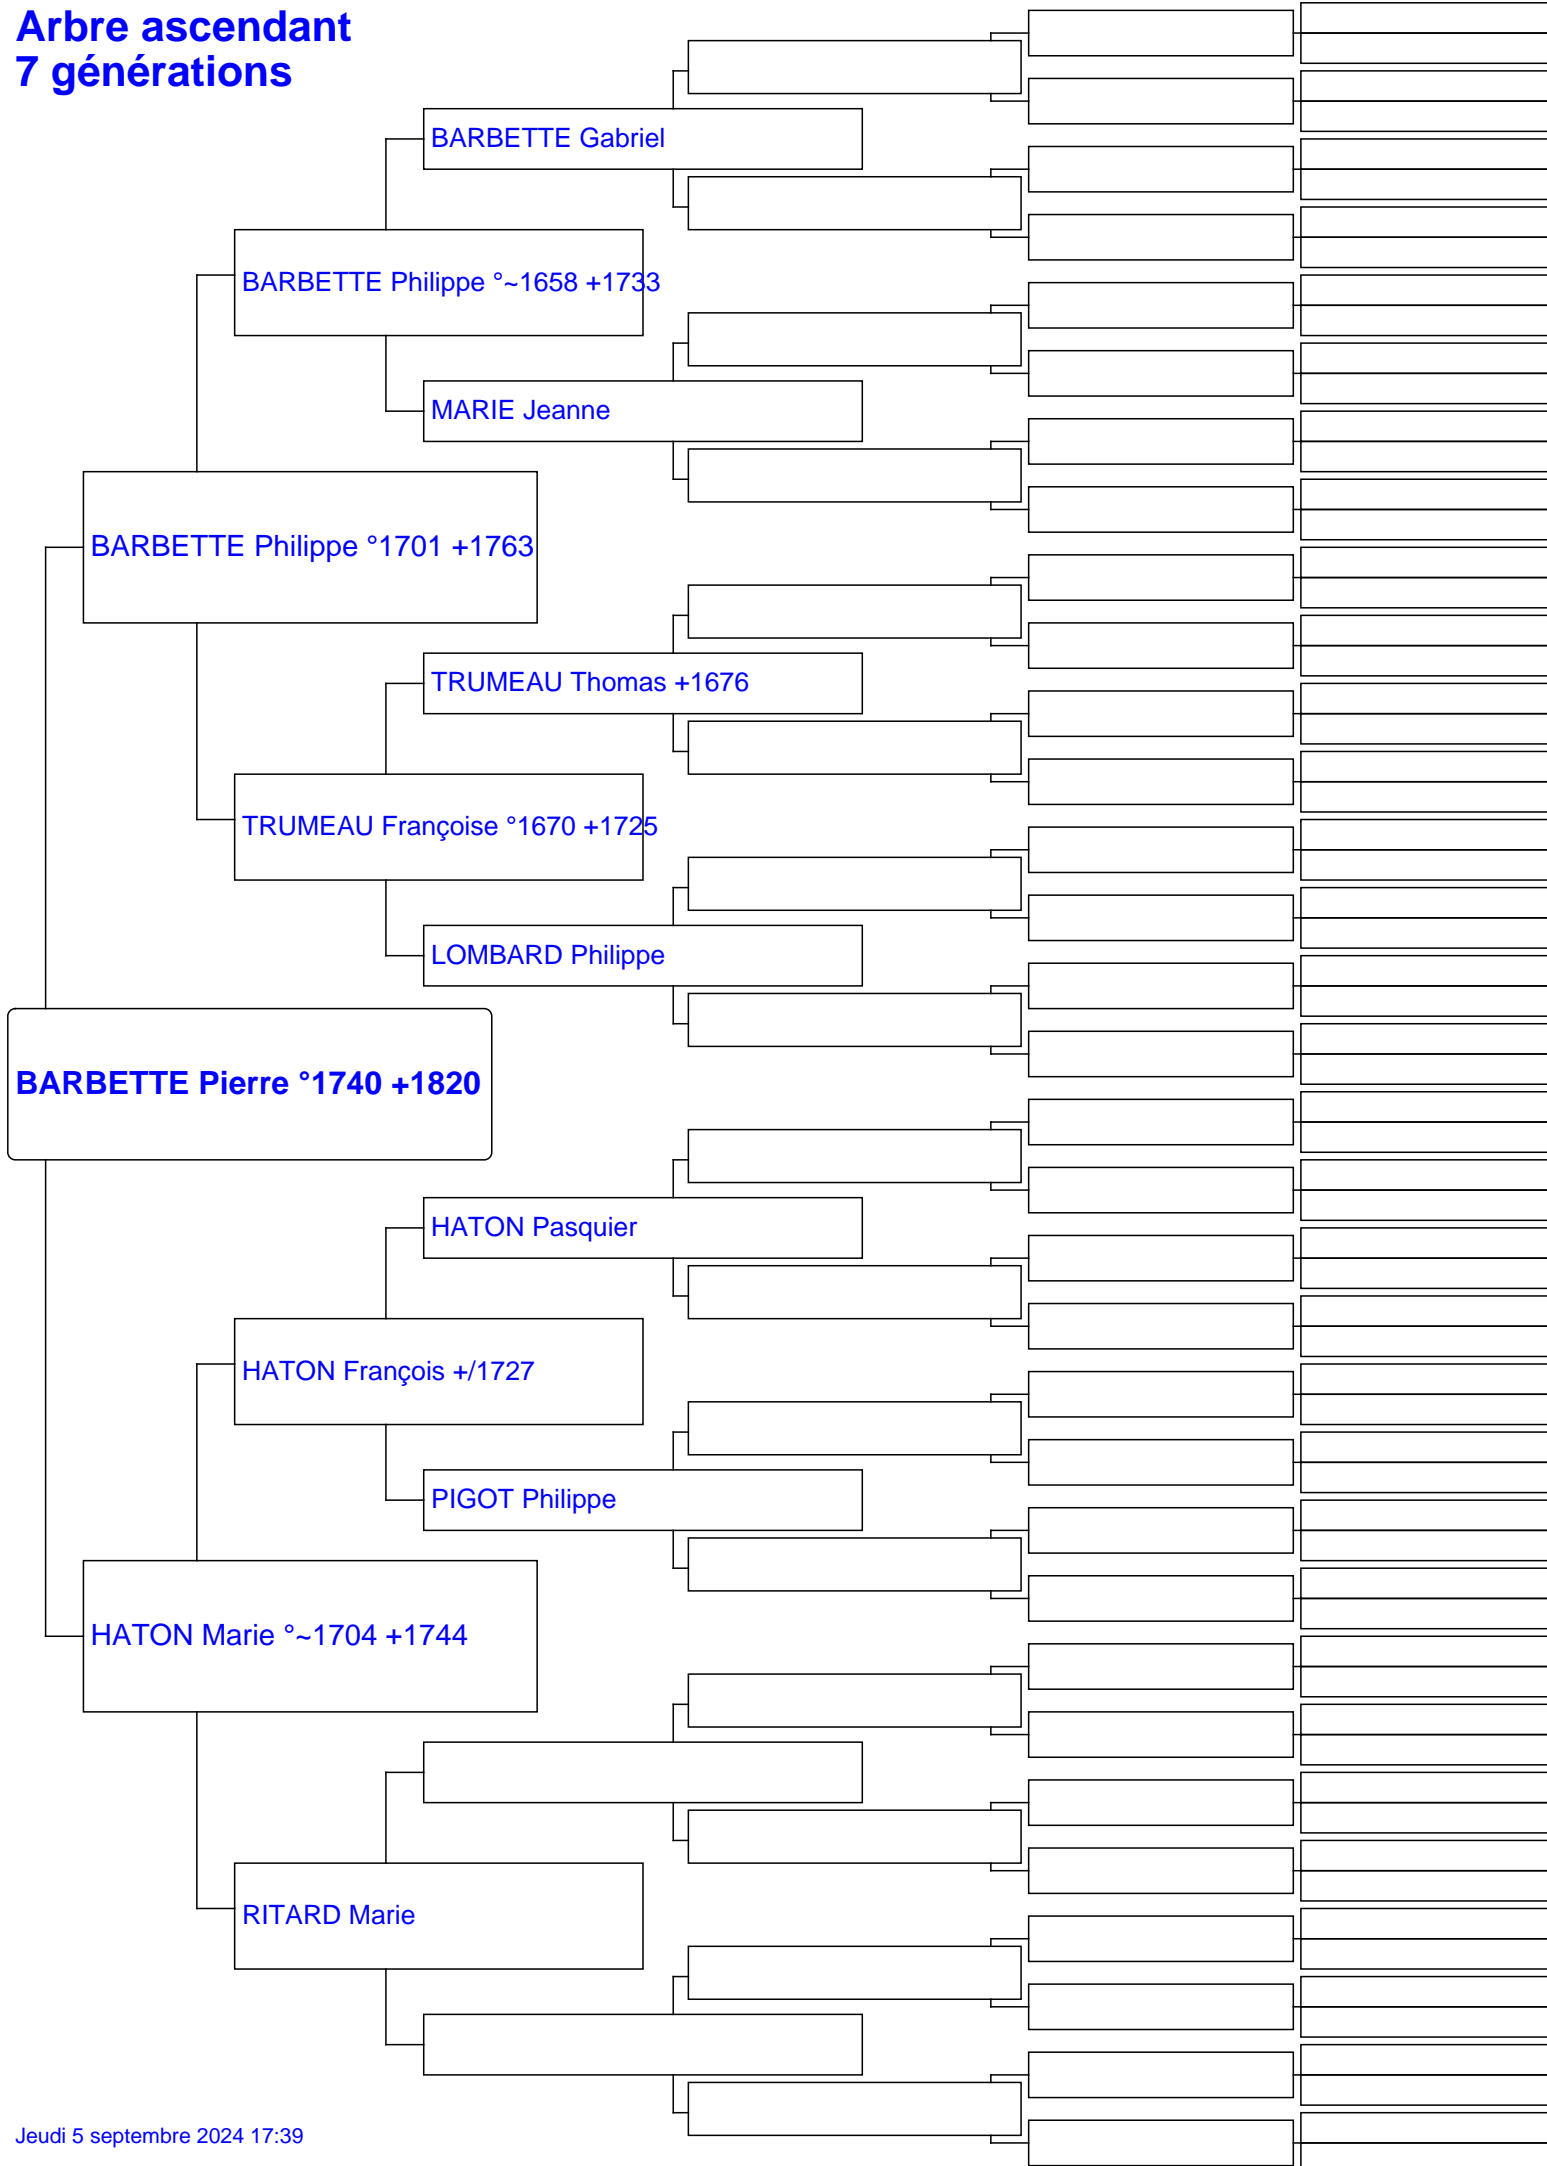 Arbre ascendant
7 générations
BARBETTE Gabriel
BARBETTE Philippe °~1658 +1733
MARIE Jeanne
BARBETTE Philippe °1701 +1763
TRUMEAU Thomas +1676
TRUMEAU Françoise °1670 +1725
LOMBARD Philippe
BARBETTE Pierre °1740 +1820
HATON Pasquier
HATON François +/1727
PIGOT Philippe
HATON Marie °~1704 +1744
RITARD Marie
Jeudi 5 septembre 2024 17:39